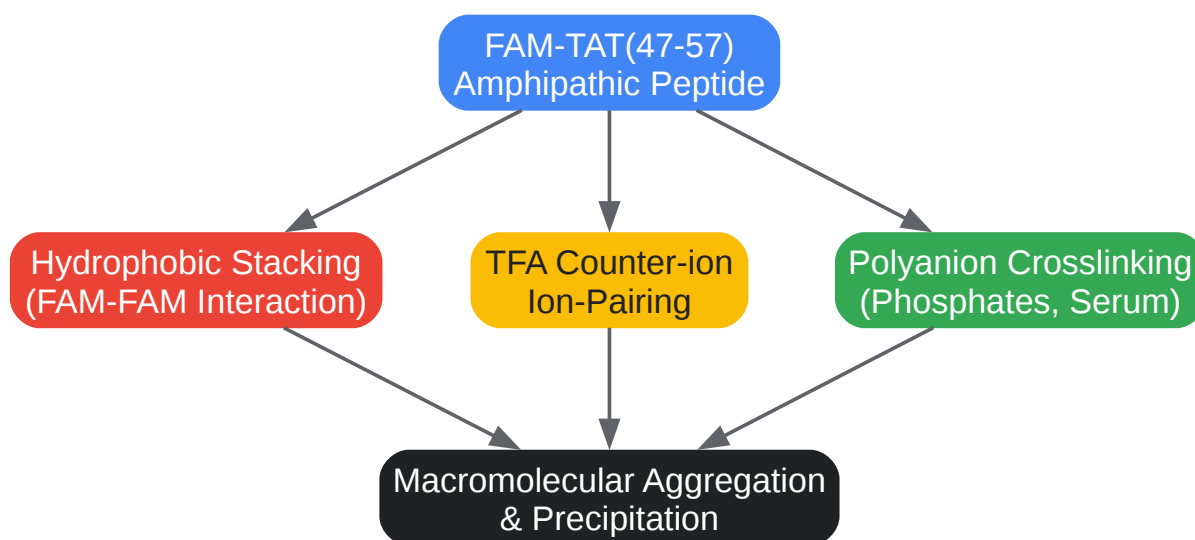 FAM-TAT(47-57)
Amphipathic Peptide
Hydrophobic Stacking
(FAM-FAM Interaction)
TFA Counter-ion
Ion-Pairing
Polyanion Crosslinking
(Phosphates, Serum)
Macromolecular Aggregation
& Precipitation